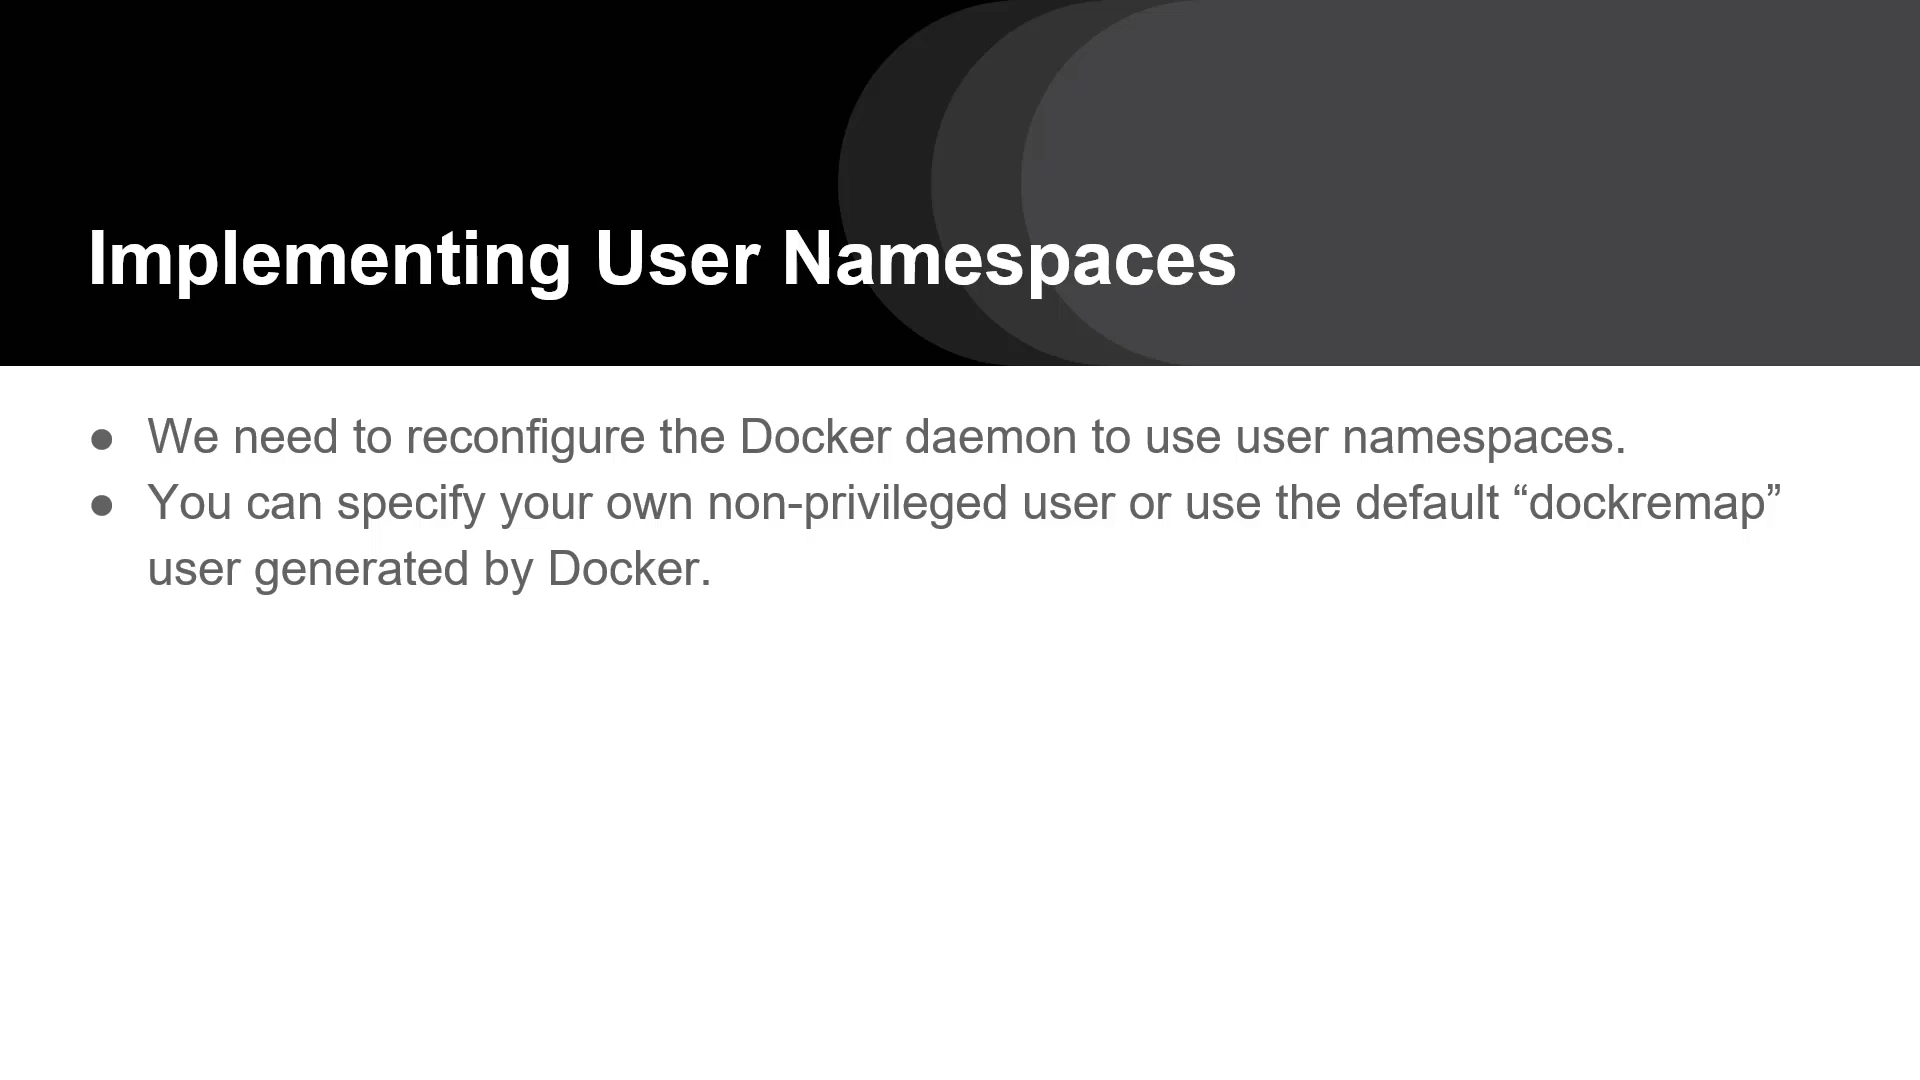 Implementing User Namespaces
● We need to reconfigure the Docker daemon to use user namespaces.
● You can specify your own non-privileged user or use the default “dockremap”
user generated by Docker.